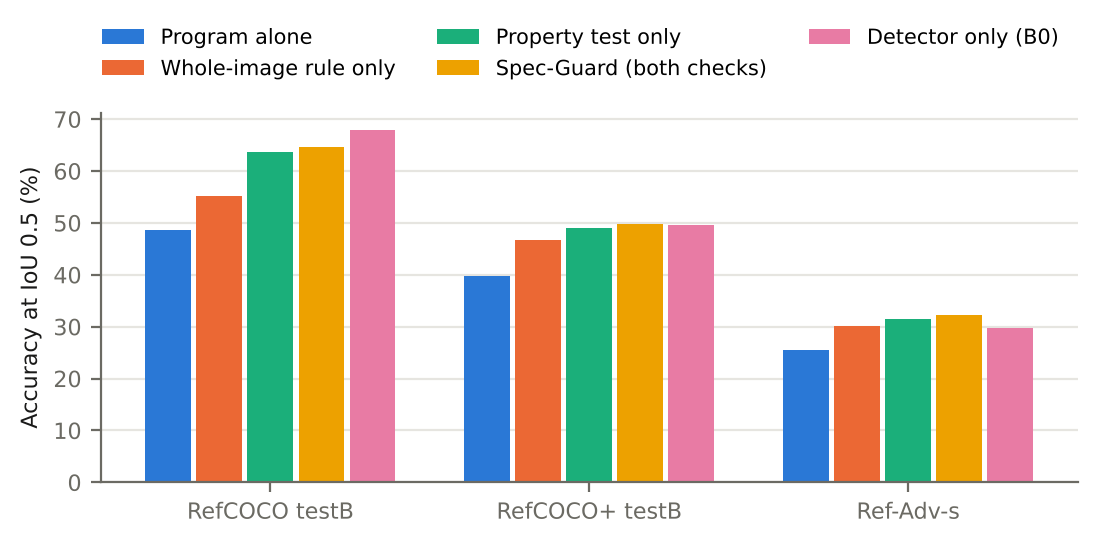 Program alone
Whole-image rule only
Property test only
Spec-Guard (both checks)
Detector only (B0)
Accuracy at IoU 0.5 (%)
70
60
50
40
30
20
10
0
RefCOCO testB
RefCOCO+ testB
Ref-Adv-s